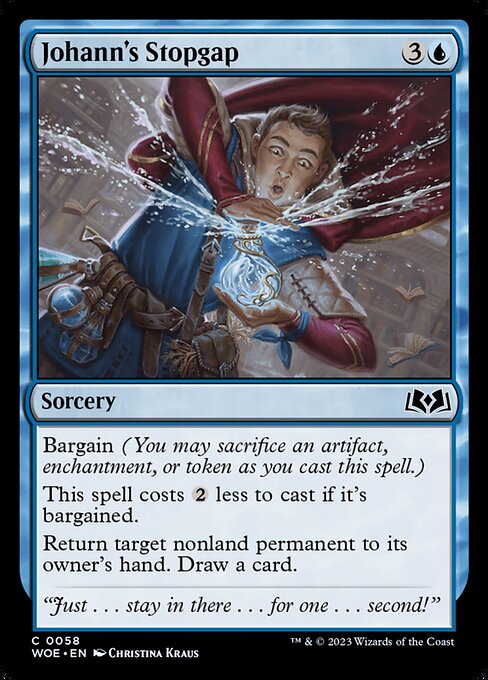 Johann's Stopgap 3
Sorcery
Bargain (You may sacrifice an artifact,
enchantment, or token as you cast this spell.)
This spell costs 2 less to cast if it's
bargained.
Return target nonland permanent to its
owner's hand. Draw a card.
"Just . . . stay in there . . . for one . . . second!"
C 0058
WOE • EN Christina Kraus
™ & © 2023 Wizards of the Coast